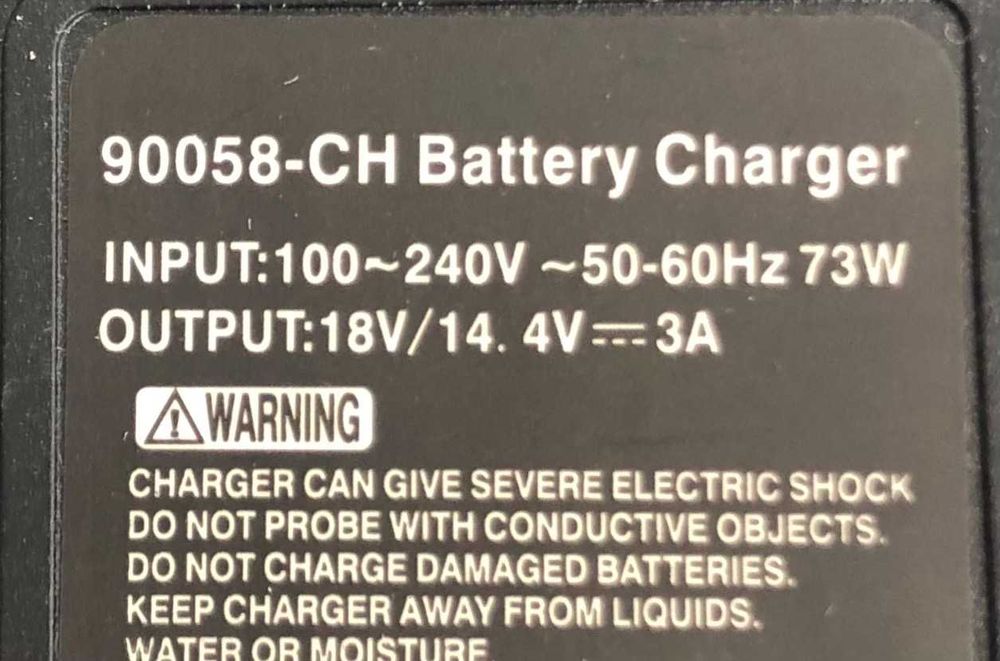 90058-CH Battery Charger
INPUT:100~240V ~50-60Hz 73W
OUTPUT:18V/14. 4V⎓3A
⚠WARNING
CHARGER CAN GIVE SEVERE ELECTRIC SHOCK
DO NOT PROBE WITH CONDUCTIVE OBJECTS.
DO NOT CHARGE DAMAGED BATTERIES.
KEEP CHARGER AWAY FROM LIQUIDS.
WATER OR MOISTURE